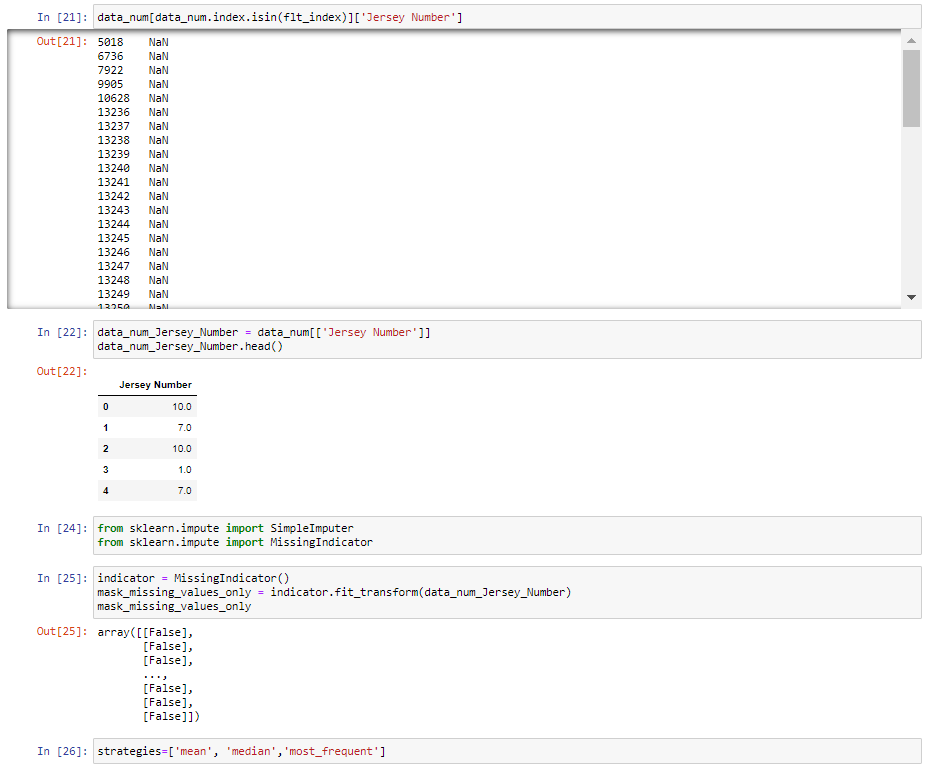 In [21]: data_num[data_num.index.isin(flt_index)]['Jersey Number']
Out[21]: 5018 NaN
6736 NaN
7922 NaN
9905 NaN
10628 NaN
13236 NaN
13237 NaN
13238 NaN
13239 NaN
13240 NaN
13241 NaN
13242 NaN
13243 NaN
13244 NaN
13245 NaN
13246 NaN
13247 NaN
13248 NaN
13249 NaN
13250 NaN
In [22]: data_num_Jersey_Number = data_num[['Jersey Number']]
data_num_Jersey_Number.head()
Out[22]:
Jersey Number
0 10.0
1 7.0
2 10.0
3 1.0
4 7.0
In [24]: from sklearn.impute import SimpleImputer
from sklearn.impute import MissingIndicator
In [25]: indicator = MissingIndicator()
mask_missing_values_only = indicator.fit_transform(data_num_Jersey_Number)
mask_missing_values_only
Out[25]: array([[False],
[False],
[False],
...,
[False],
[False],
[False]])
In [26]: strategies=['mean', 'median','most_frequent']